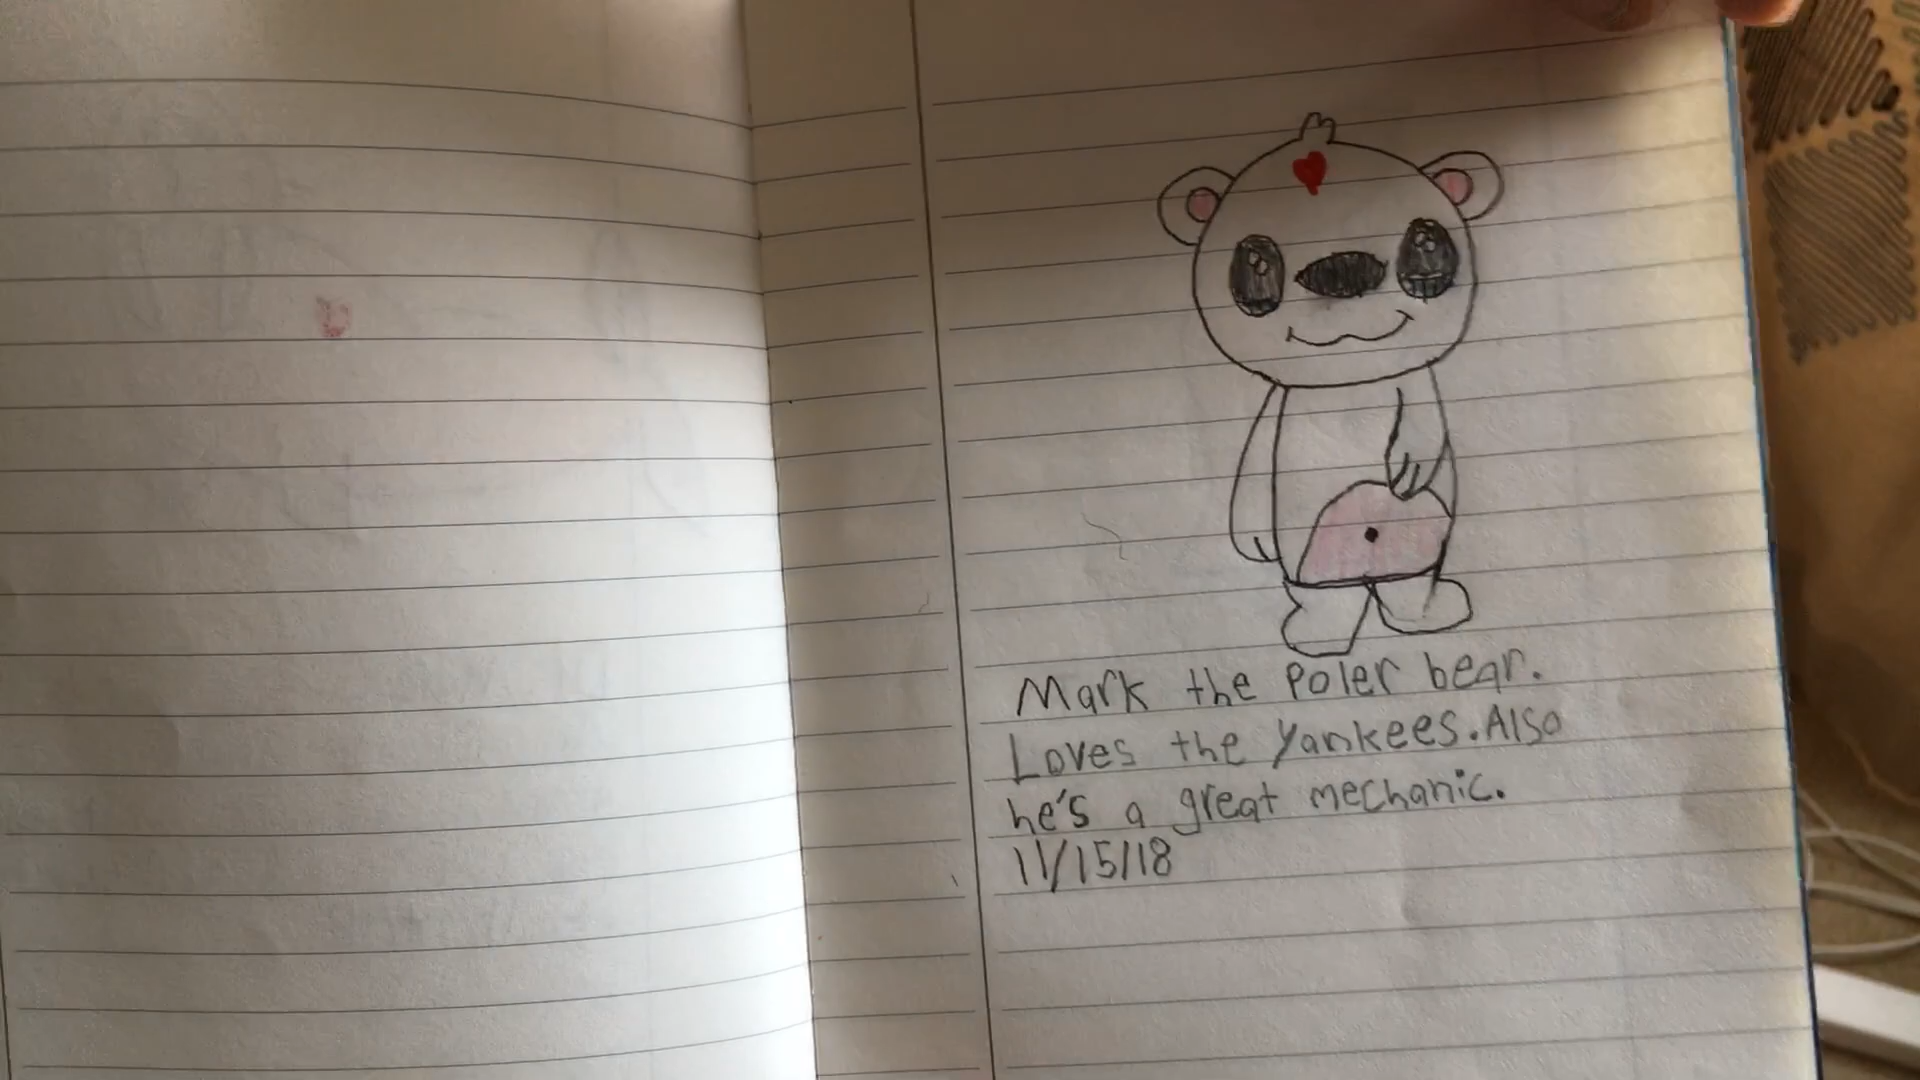 Mark the Poler bear.
Loves the Yankees. Also
he's a great mechanic.
11/15/18